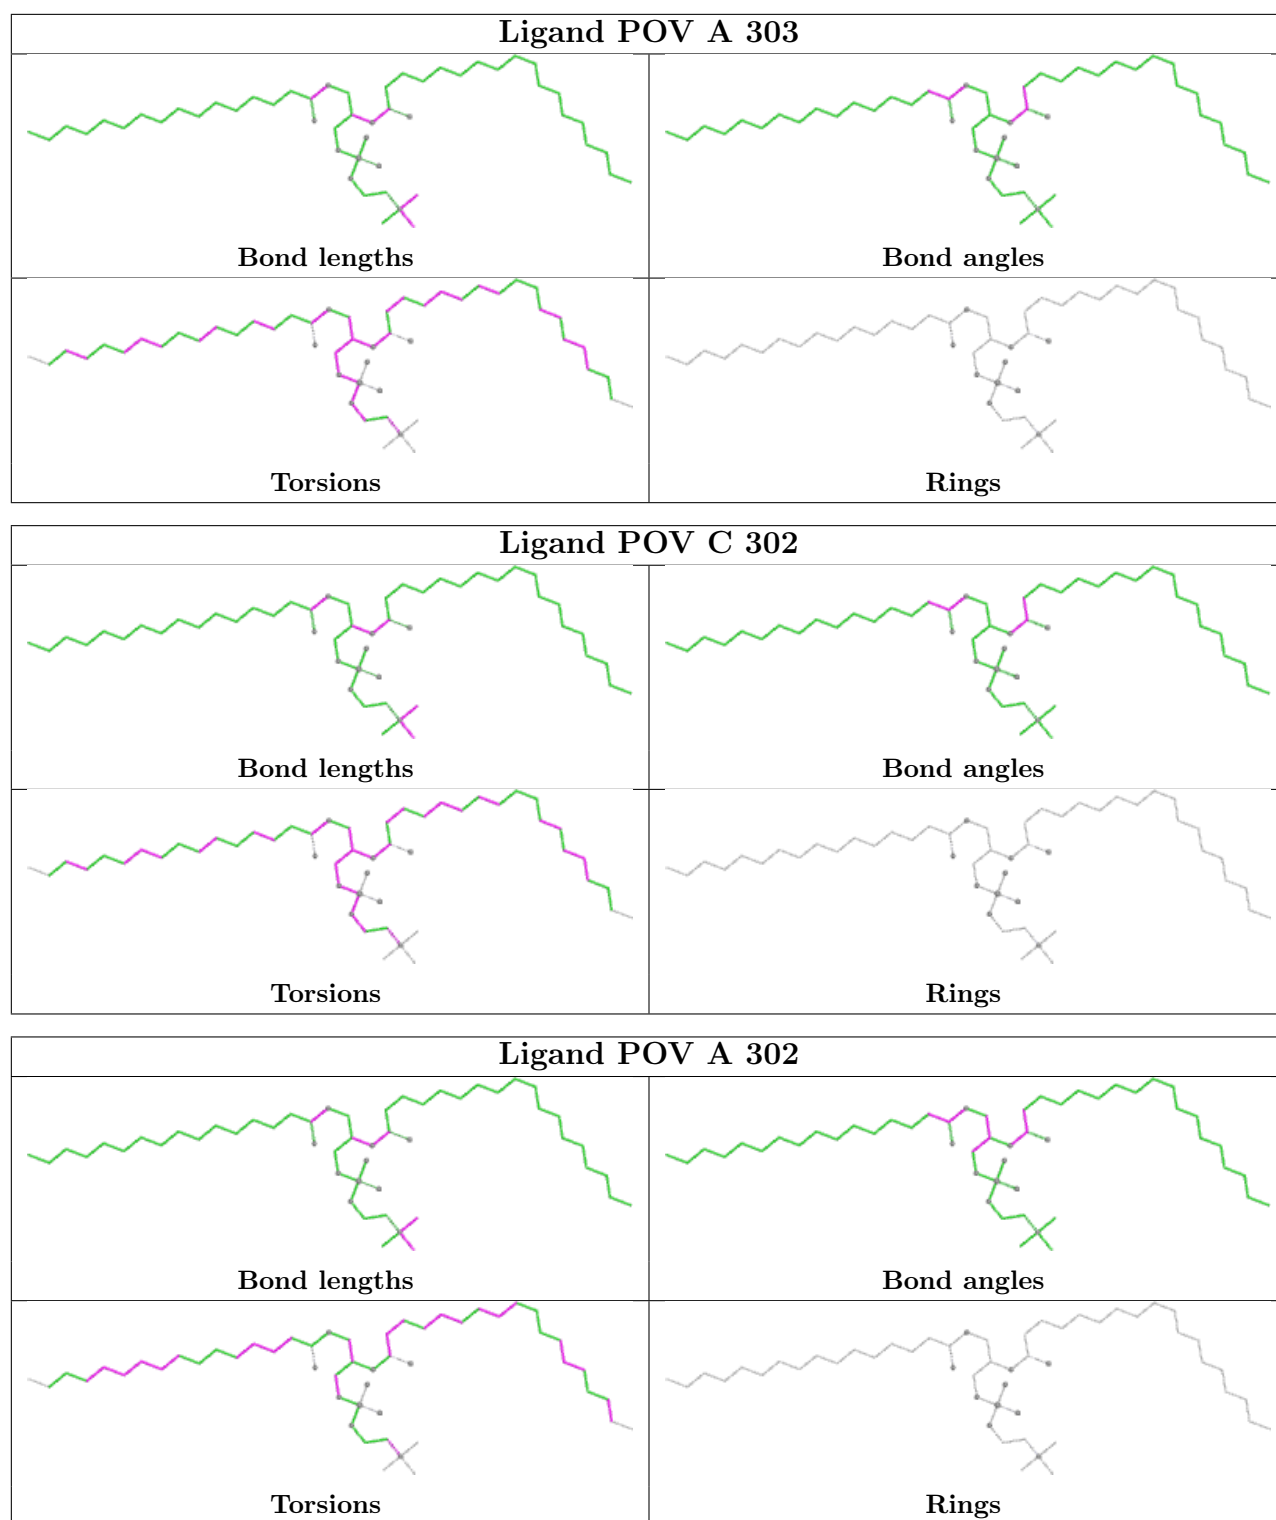 Ligand POV A 303
Bond lengths
Bond angles
Torsions
Rings
Ligand POV C 302
Bond lengths
Bond angles
Torsions
Rings
Ligand POV A 302
Bond lengths
Bond angles
Torsions
Rings